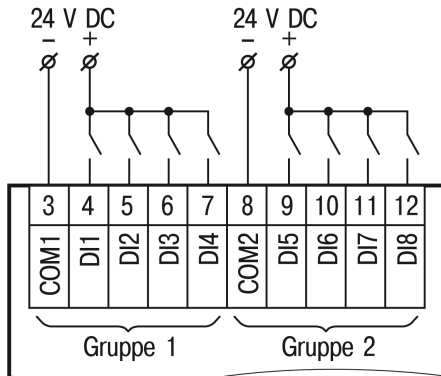 24 V DC 24 V DC
− + − +
3 4 5 6 7 8 9 10 11 12
COM1 DI1 DI2 DI3 DI4 COM2 DI5 DI6 DI7 DI8
Gruppe 1 Gruppe 2